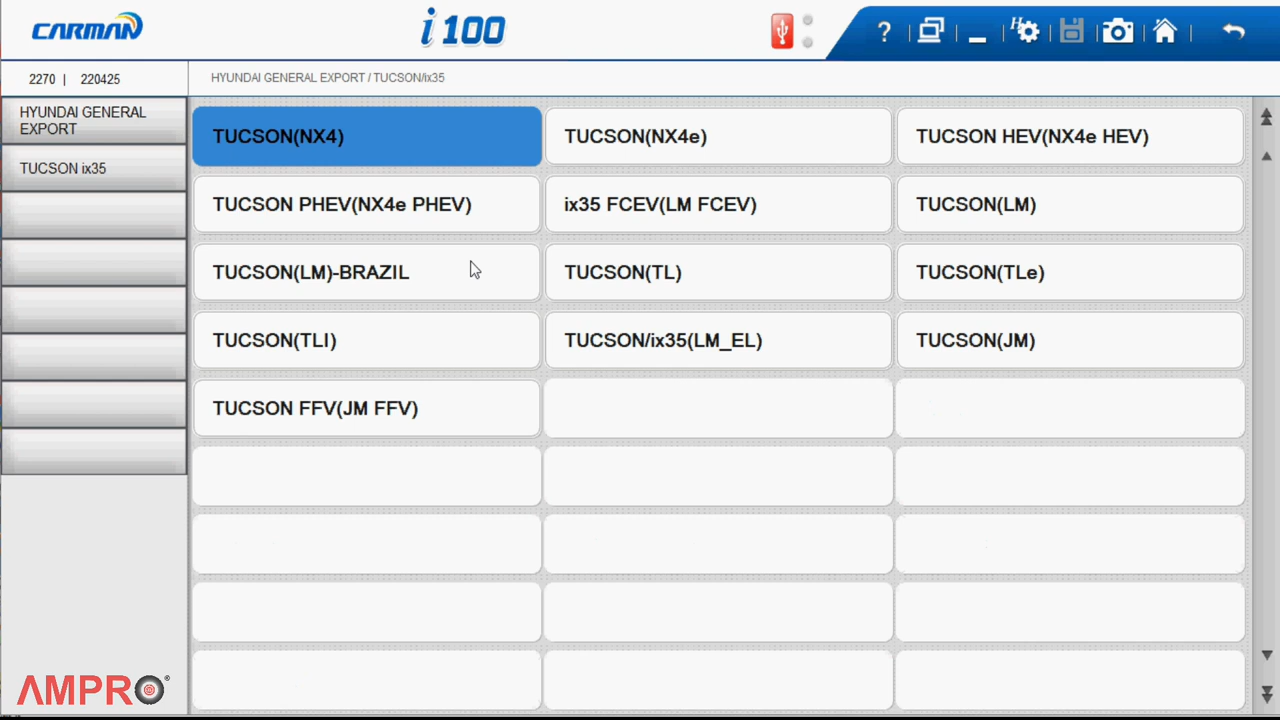 CARMAN
i100
?
H
2270 | 220425
HYUNDAI GENERAL EXPORT / TUCSON/ix35
HYUNDAI GENERAL
EXPORT
TUCSON ix35
TUCSON(NX4)
TUCSON(NX4e)
TUCSON HEV(NX4e HEV)
TUCSON PHEV(NX4e PHEV)
ix35 FCEV(LM FCEV)
TUCSON(LM)
TUCSON(LM)-BRAZIL
TUCSON(TL)
TUCSON(TLe)
TUCSON(TLI)
TUCSON/ix35(LM_EL)
TUCSON(JM)
TUCSON FFV(JM FFV)
AMPRO®